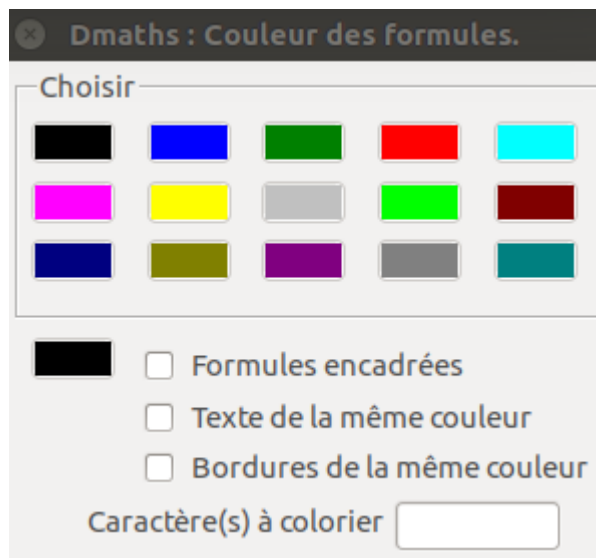 Dmaths : Couleur des formules.
Choisir
Formules encadrées
Texte de la même couleur
Bordures de la même couleur
Caractère(s) à colorier